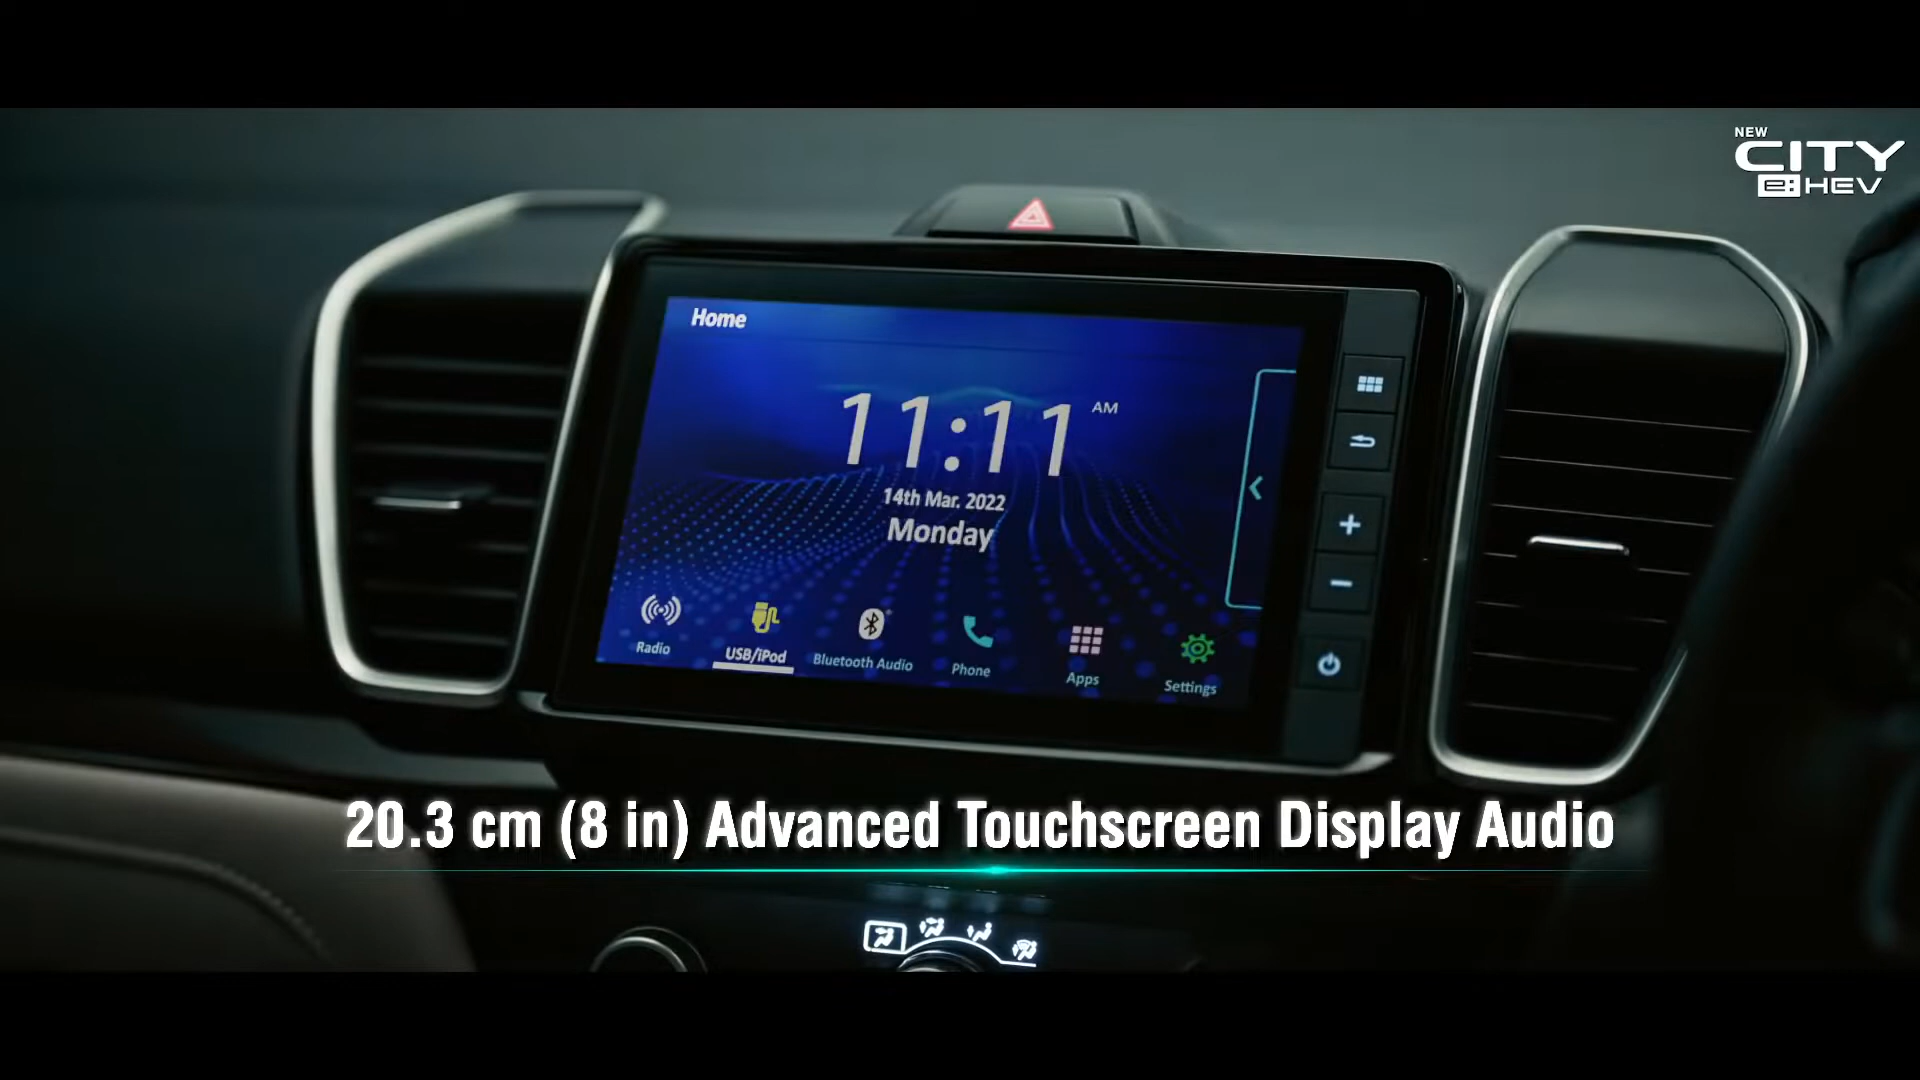 NEW
CITY
e:HEV
Home
11:11 AM
14th Mar. 2022
Monday
Radio
USB/iPod
Bluetooth Audio
Phone
Apps
Settings
20.3 cm (8 in) Advanced Touchscreen Display Audio